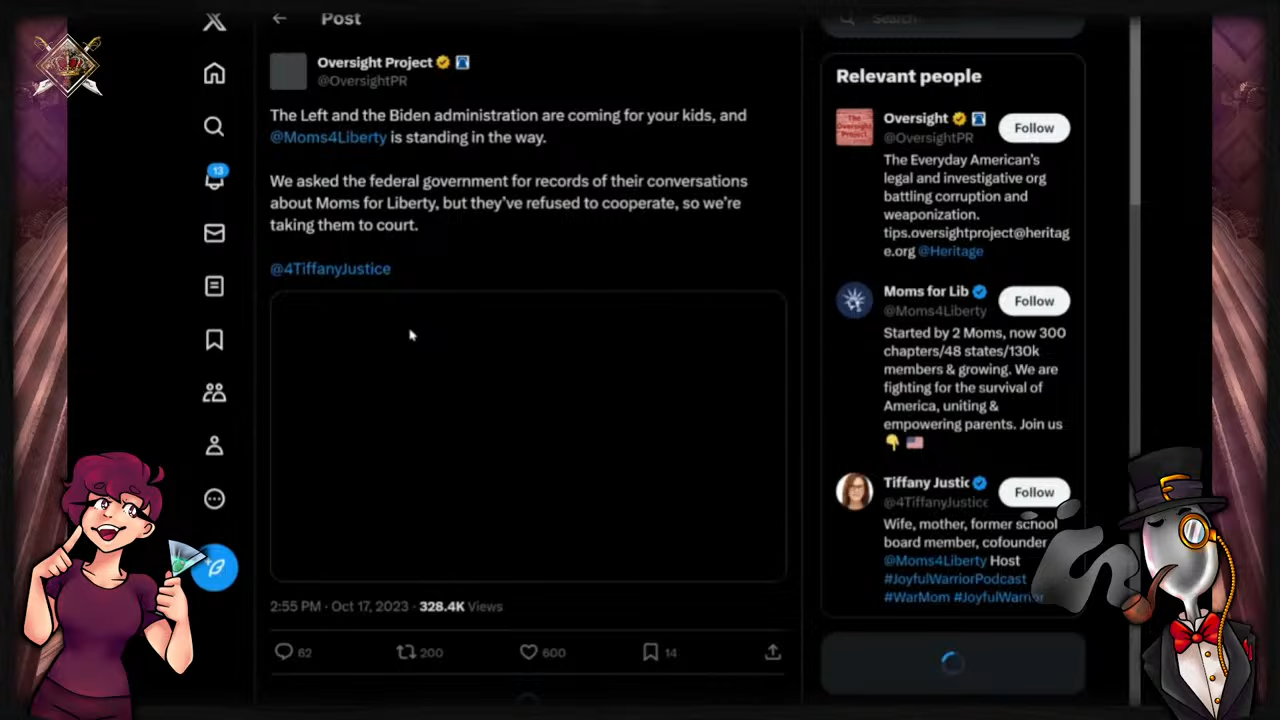 Post
Search
Oversight Project
@OversightPR
The Left and the Biden administration are coming for your kids, and
@Moms4Liberty is standing in the way.
We asked the federal government for records of their conversations
about Moms for Liberty, but they've refused to cooperate, so we're
taking them to court.
@4TiffanyJustice
2:55 PM · Oct 17, 2023 · 328.4K Views
62
200
600
14
13
Relevant people
Oversight
@OversightPR
Follow
The Everyday American's
legal and investigative org
battling corruption and
weaponization.
tips.oversightproject@heritag
e.org @Heritage
Moms for Lib
@Moms4Liberty
Follow
Started by 2 Moms, now 300
chapters/48 states/130k
members & growing. We are
fighting for the survival of
America, uniting &
empowering parents. Join us
Tiffany Justic
@4TiffanyJustice
Follow
Wife, mother, former school
board member, cofounder
@Moms4Liberty Host
#JoyfulWarriorPodcast
#WarMom #JoyfulWarrior